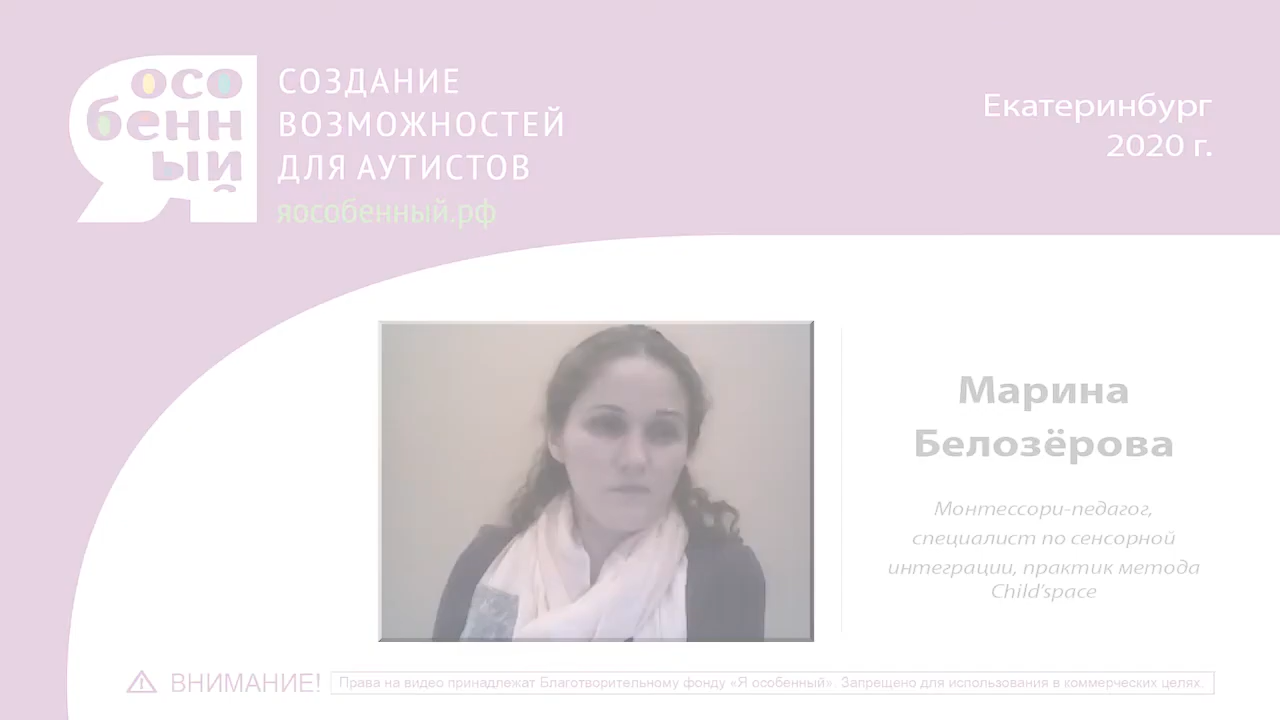 осо
бенн
ый
Я
СОЗДАНИЕ
ВОЗМОЖНОСТЕЙ
ДЛЯ АУТИСТОВ
яособенный.рф
Екатеринбург
2020 г.
Марина
Белозёрова
Монтессори-педагог,
специалист по сенсорной
интеграции, практик метода
Child'space
ВНИМАНИЕ! Права на видео принадлежат Благотворительному фонду «Я особенный». Запрещено для использования в коммерческих целях.